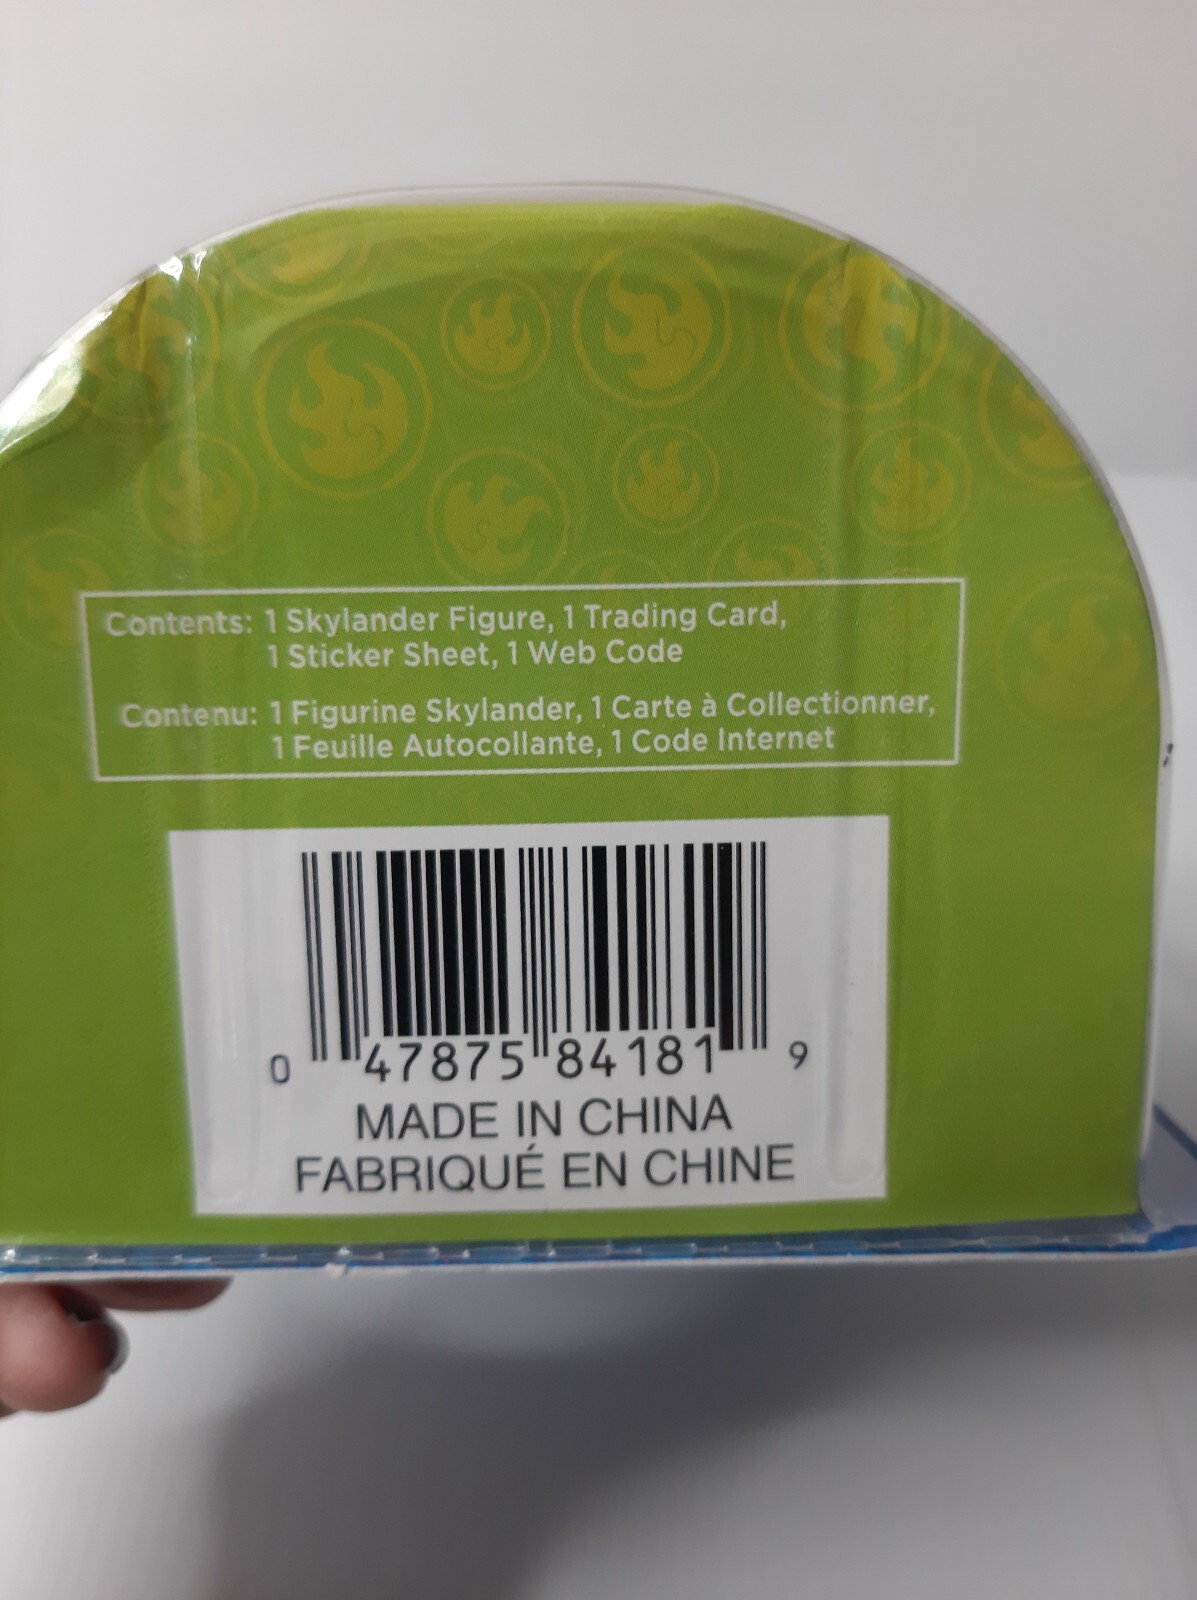 Contents: 1 Skylander Figure, 1 Trading Card,
1 Sticker Sheet, 1 Web Code
Contenu: 1 Figurine Skylander, 1 Carte à Collectionner,
1 Feuille Autocollante, 1 Code Internet
0 47875 84181 9
MADE IN CHINA
FABRIQUÉ EN CHINE